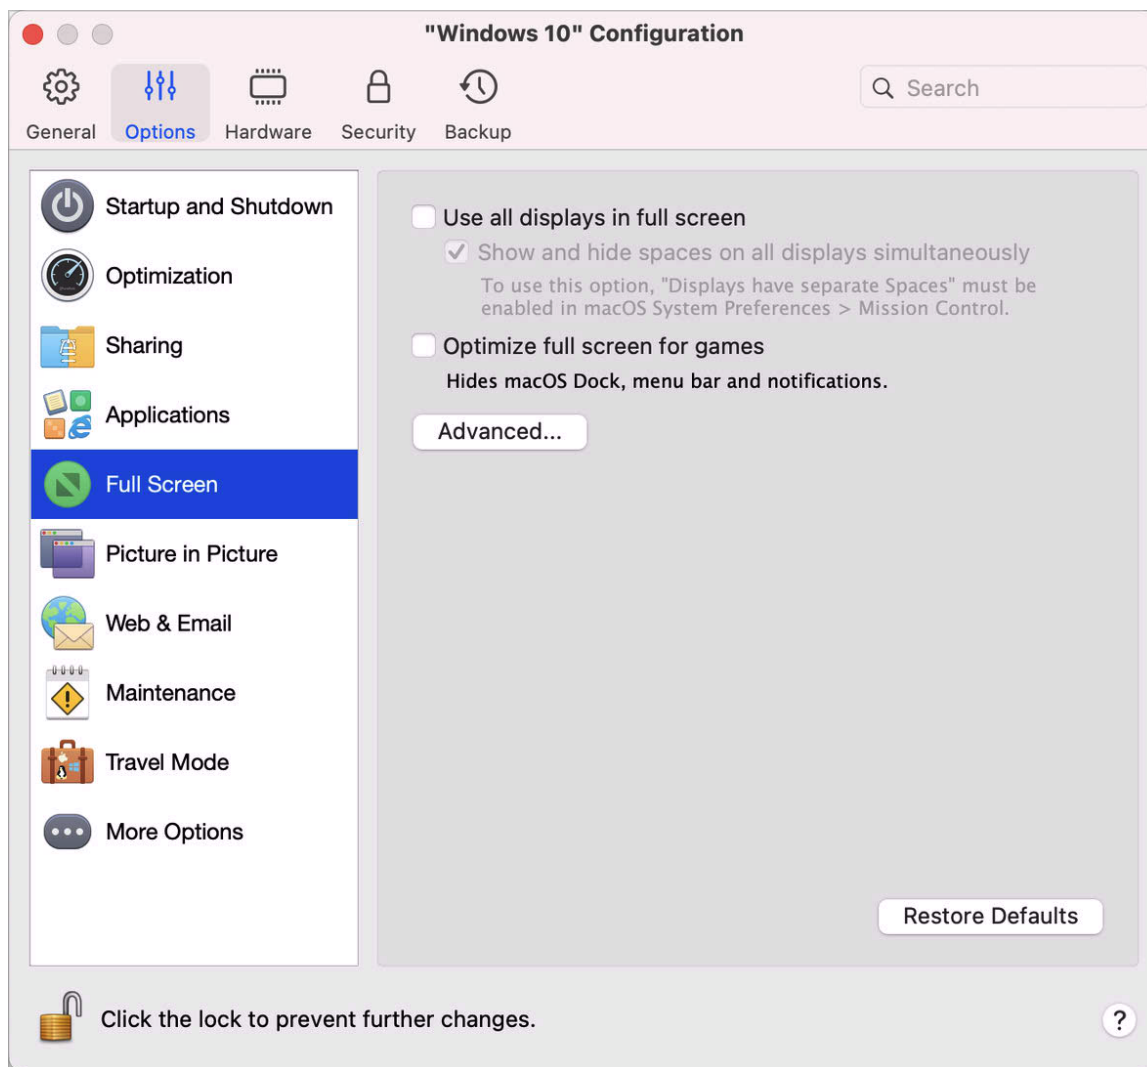 "Windows 10" Configuration
General
Options
Hardware
Security
Backup
Search
Startup and Shutdown
Optimization
Sharing
Applications
Full Screen
Picture in Picture
Web & Email
Maintenance
Travel Mode
More Options
Use all displays in full screen
Show and hide spaces on all displays simultaneously
To use this option, "Displays have separate Spaces" must be
enabled in macOS System Preferences > Mission Control.
Optimize full screen for games
Hides macOS Dock, menu bar and notifications.
Advanced...
Restore Defaults
Click the lock to prevent further changes.
?